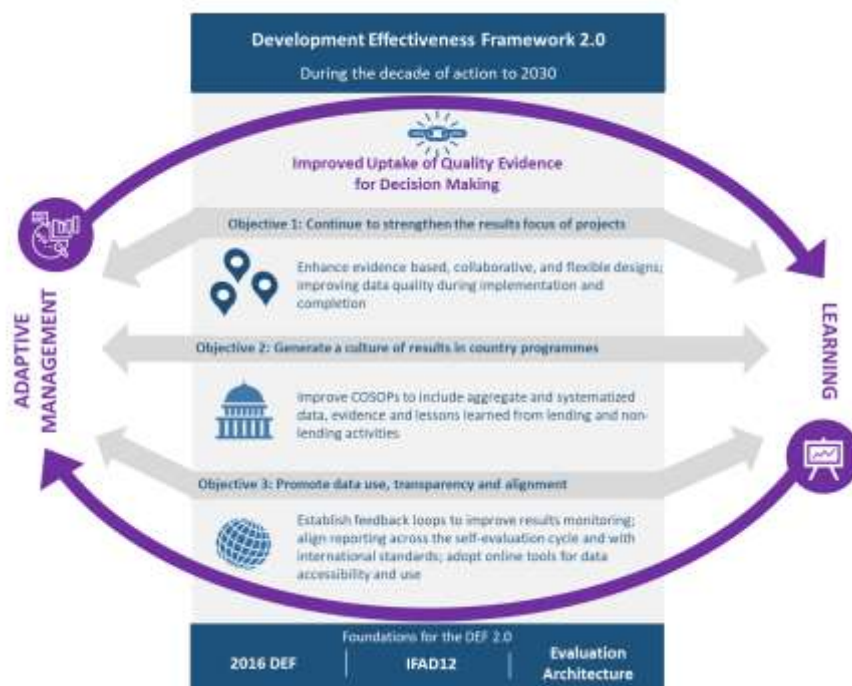 Development Effectiveness Framework 2.0
During the decade of action to 2030
Improved Uptake of Quality Evidence
for Decision Making
Objective 1: Continue to strengthen the results focus of projects
Enhance evidence based, collaborative, and flexible designs;
improving data quality during implementation and
completion
ADAPTIVE
MANAGEMENT
LEARNING
Objective 2: Generate a culture of results in country programmes
Improve COSOPs to include aggregate and systematized
data, evidence and lessons learned from lending and non-
lending activities
Objective 3: Promote data use, transparency and alignment
Establish feedback loops to improve results monitoring;
align reporting across the self-evaluation cycle and with
international standards; adopt online tools for data
accessibility and use
Foundations for the DEF 2.0
2016 DEF
IFAD12
Evaluation
Architecture